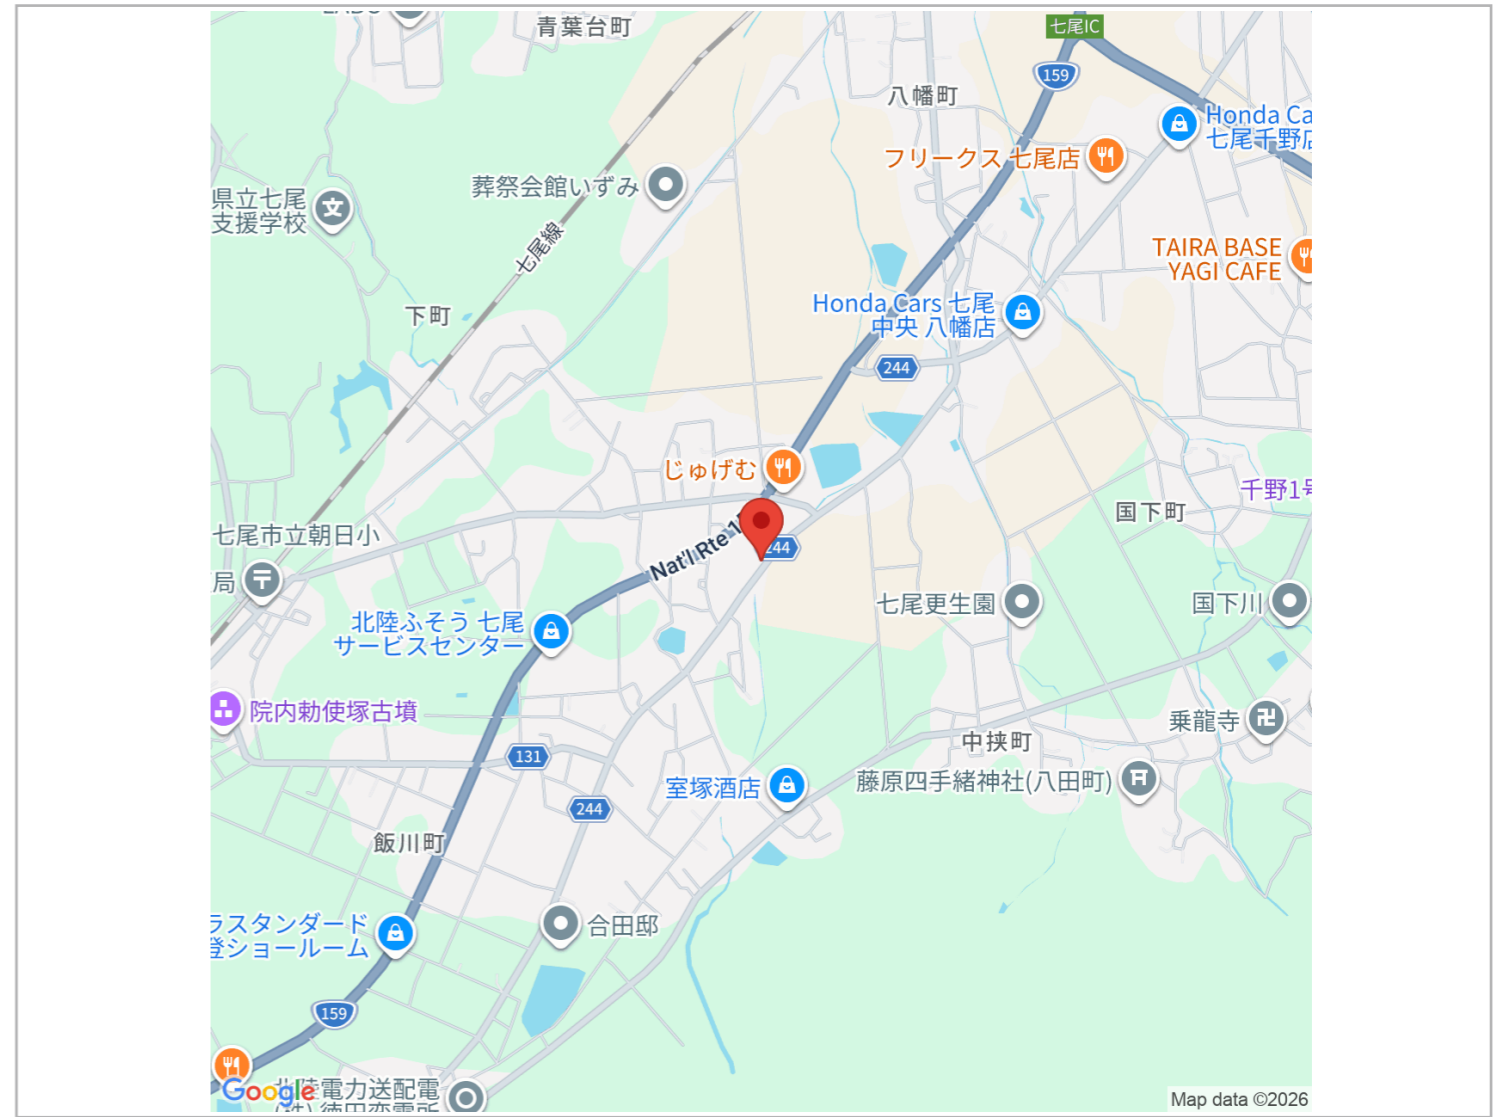 青葉台町
七尾IC
159
八幡町
Honda Ca
七尾千野店
フリークス 七尾店
葬祭会館いずみ
県立七尾
支援学校
七尾線
TAIRA BASE
YAGI CAFE
下町
Honda Cars 七尾
中央 八幡店
244
じゅげむ
千野1号
国下町
七尾市立朝日小
Nat'l Rte 1
244
局
七尾更生園
国下川
北陸ふそう 七尾
サービスセンター
院内勅使塚古墳
乗龍寺
中挟町
131
室塚酒店
藤原四手緒神社(八田町)
244
飯川町
合田邸
ラスタンダード
登ショールーム
159
Google
北陸電力送配電
(株) 徳田変電所
Map data ©2026